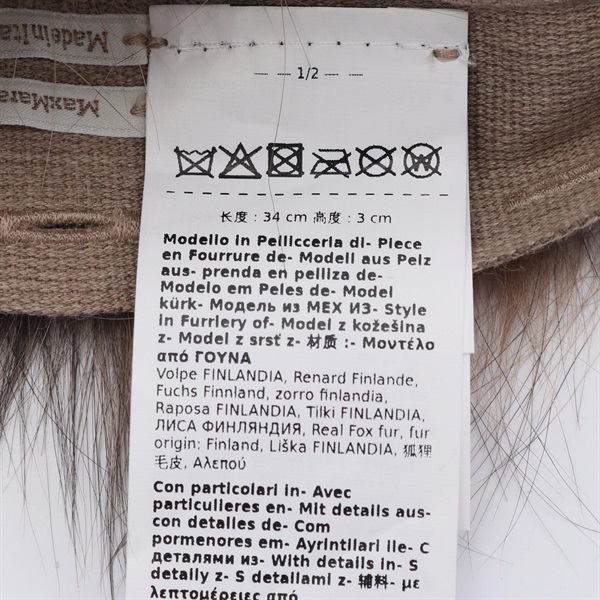 MadeinIta
MaxMara
1/2
长度 : 34 cm 高度 : 3 cm
Modello in Pellicceria di- Piece
en Fourrure de- Modell aus Pelz
aus- prenda en pelliza de-
Modelo em Peles de- Model
kürk- Модель из МЕХ ИЗ- Style
in Furriery of- Model z kožešina
z- Model z srsť z- 材质 :- Μοντέλο
από ΓΟΥΝΑ
Volpe FINLANDIA, Renard Finlande,
Fuchs Finnland, zorro finlandia,
Raposa FINLANDIA, Tilki FINLANDIA,
ЛИСА ФИНЛЯНДИЯ, Real Fox fur, fur
origin: Finland, Liška FINLANDIA, 狐狸
毛皮, Αλεπού
Con particolari in- Avec
particulieres en- Mit details aus-
con detalles de- Com
pormenores em- Ayrintilari ile- С
деталями из- With details in- S
detaily z- S detailami z- 辅料- με
λεπτομέρειες από